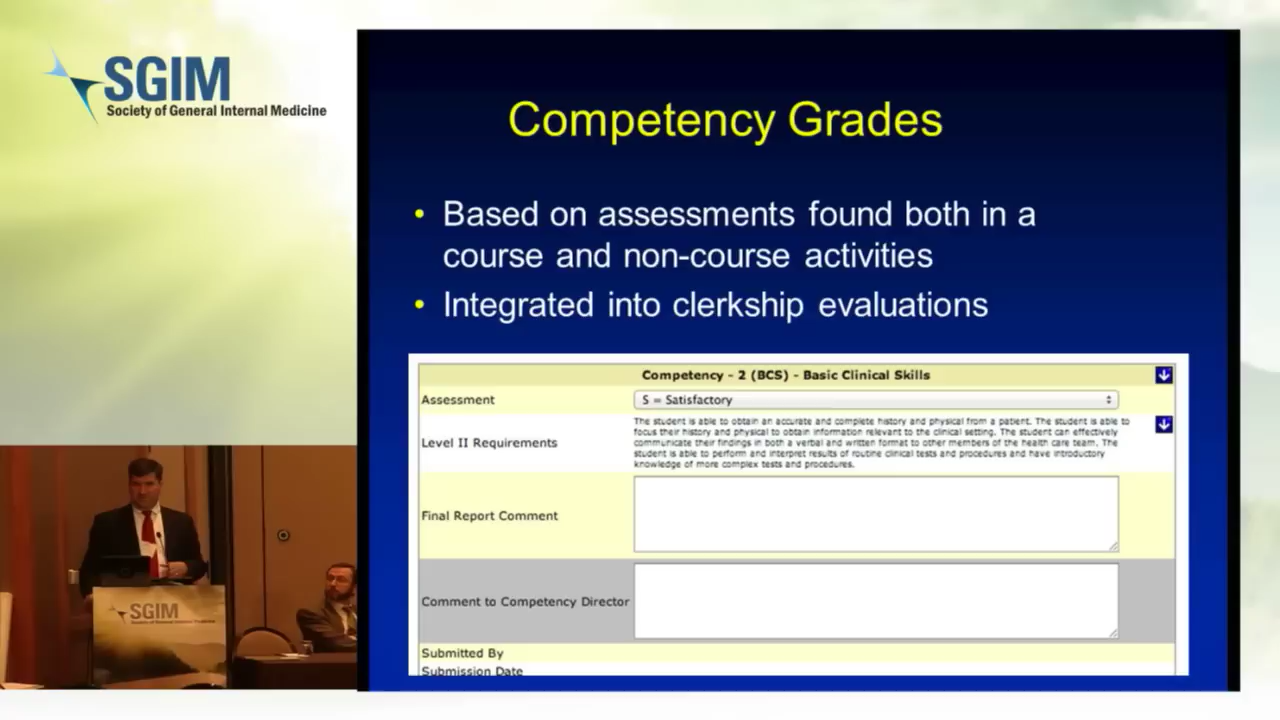 SGIM
Society of General Internal Medicine
Competency Grades
• Based on assessments found both in a
course and non-course activities
• Integrated into clerkship evaluations
Competency - 2 (BCS) - Basic Clinical Skills
Assessment
S = Satisfactory
Level II Requirements
The student is able to obtain an accurate and complete history and physical from a patient. The student is able to
focus their history and physical to obtain information relevant to the clinical setting. The student can effectively
communicate their findings in both a verbal and written format to other members of the health care team. The
student is able to perform and interpret results of routine clinical tests and procedures and have introductory
knowledge of more complex tests and procedures.
Final Report Comment
Comment to Competency Director
Submitted By
Submission Date
SGIM
Society of General Internal Medicine